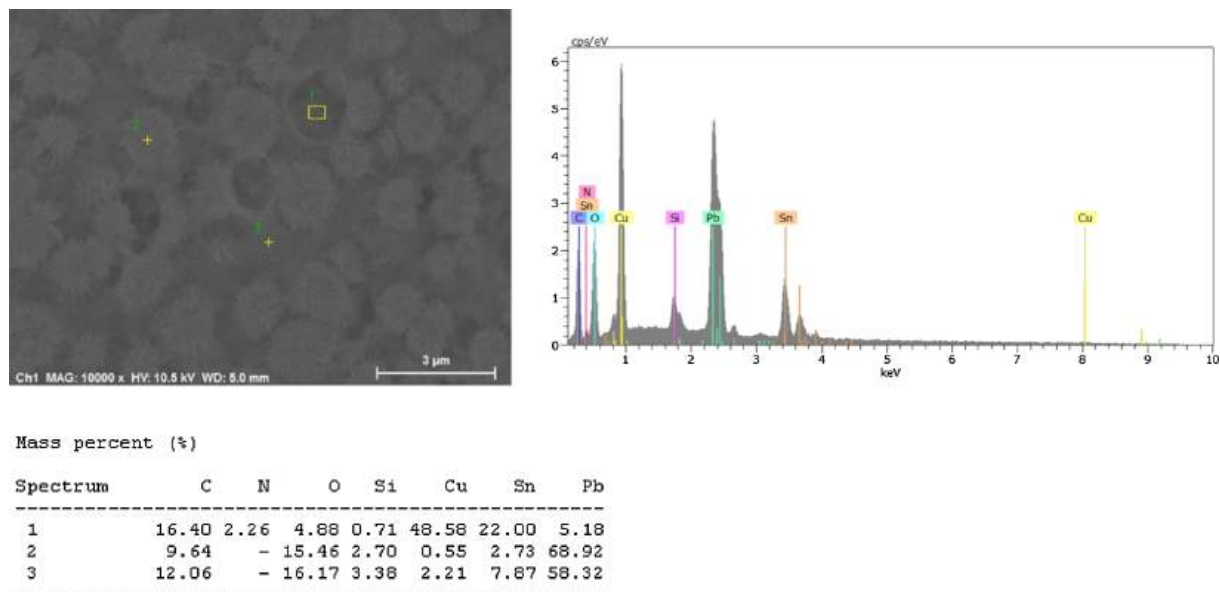 1
2
3
Ch1 MAG: 10000 x HV: 10.5 kV WD: 5.0 mm
3 µm
cps/eV
6
5
4
3
2
1
0
N
Sn
C O Cu Si Pb Sn Cu
1 2 3 4 5 6 7 8 9 10
keV
Mass percent (%)
Spectrum C N O Si Cu Sn Pb
--------------------------------------------------
1 16.40 2.26 4.88 0.71 48.58 22.00 5.18
2 9.64 - 15.46 2.70 0.55 2.73 68.92
3 12.06 - 16.17 3.38 2.21 7.87 58.32